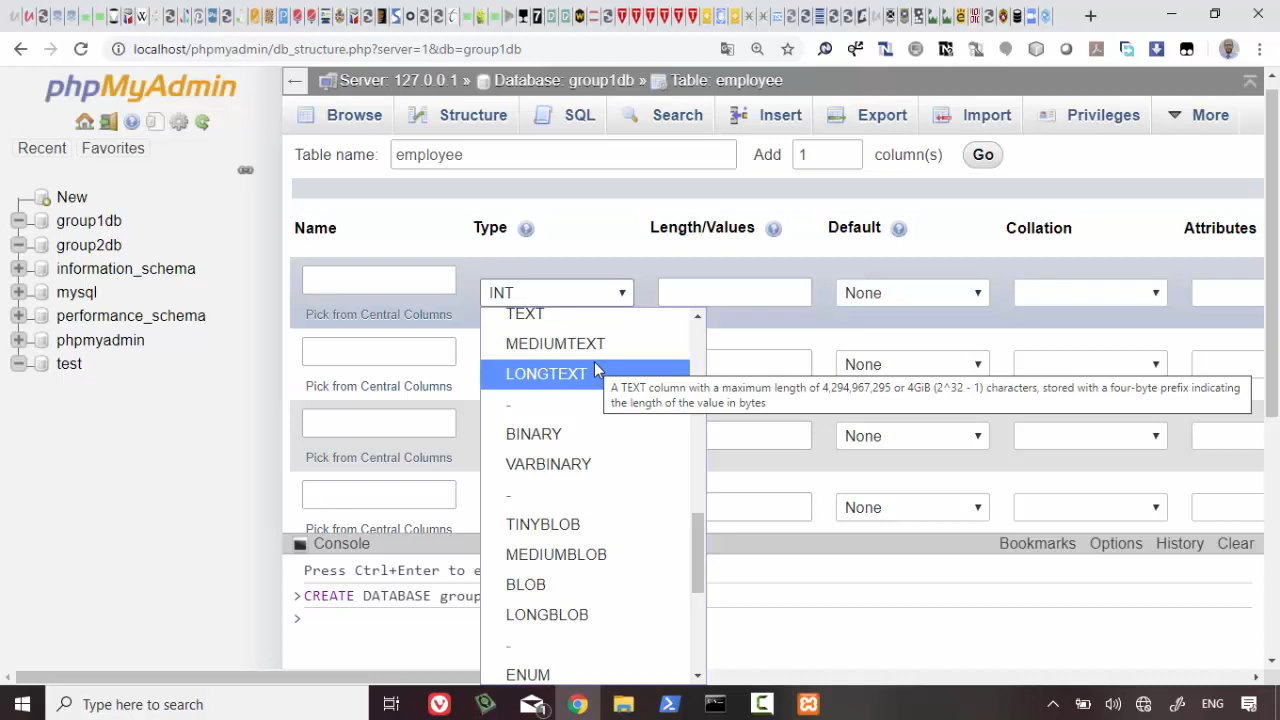 localhost/phpmyadmin/db_structure.php?server=1&db=group1db
phpMyAdmin
Recent Favorites
New
group1db
group2db
information_schema
mysql
performance_schema
phpmyadmin
test
Server: 127.0.0.1 » Database: group1db » Table: employee
Browse Structure SQL Search Insert Export Import Privileges More
Table name: employee Add 1 column(s) Go
Name Type Length/Values Default Collation Attributes
INT None
Pick from Central Columns
TEXT
MEDIUMTEXT
None
LONGTEXT
Pick from Central Columns
A TEXT column with a maximum length of 4,294,967,295 or 4GiB (2^32 - 1) characters, stored with a four-byte prefix indicating
the length of the value in bytes
-
BINARY
None
Pick from Central Columns
VARBINARY
-
None
TINYBLOB
Pick from Central Columns
MEDIUMBLOB
BLOB
LONGBLOB
-
ENUM
Console Bookmarks Options History Clear
Press Ctrl+Enter to e
>CREATE DATABASE group
>
Type here to search
1
ENG